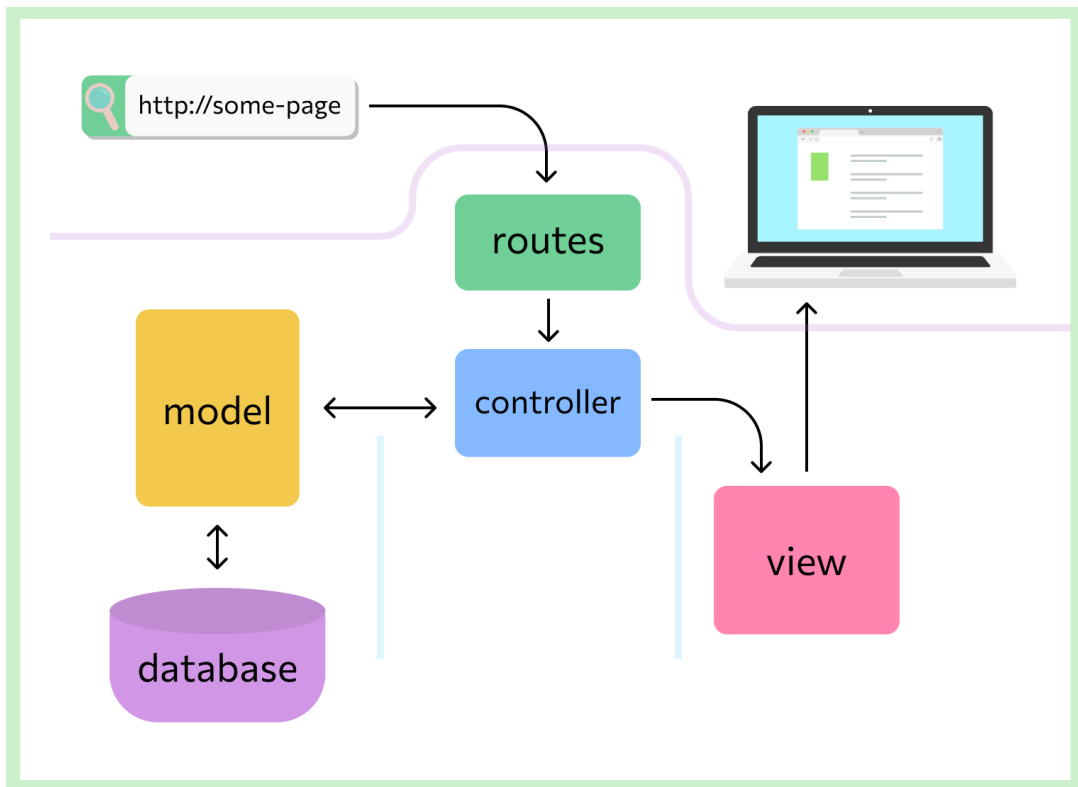 http://some-page
routes
controller
model
view
database